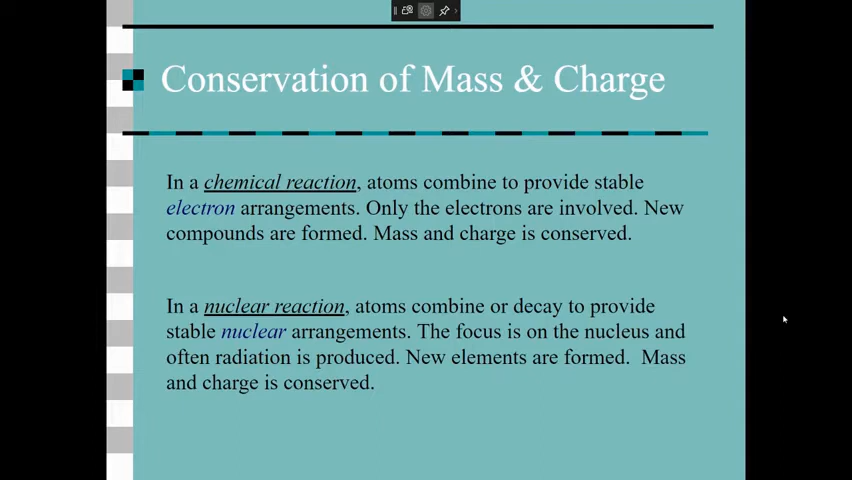 Conservation of Mass & Charge
In a chemical reaction, atoms combine to provide stable
electron arrangements. Only the electrons are involved. New
compounds are formed. Mass and charge is conserved.
In a nuclear reaction, atoms combine or decay to provide
stable nuclear arrangements. The focus is on the nucleus and
often radiation is produced. New elements are formed.  Mass
and charge is conserved.